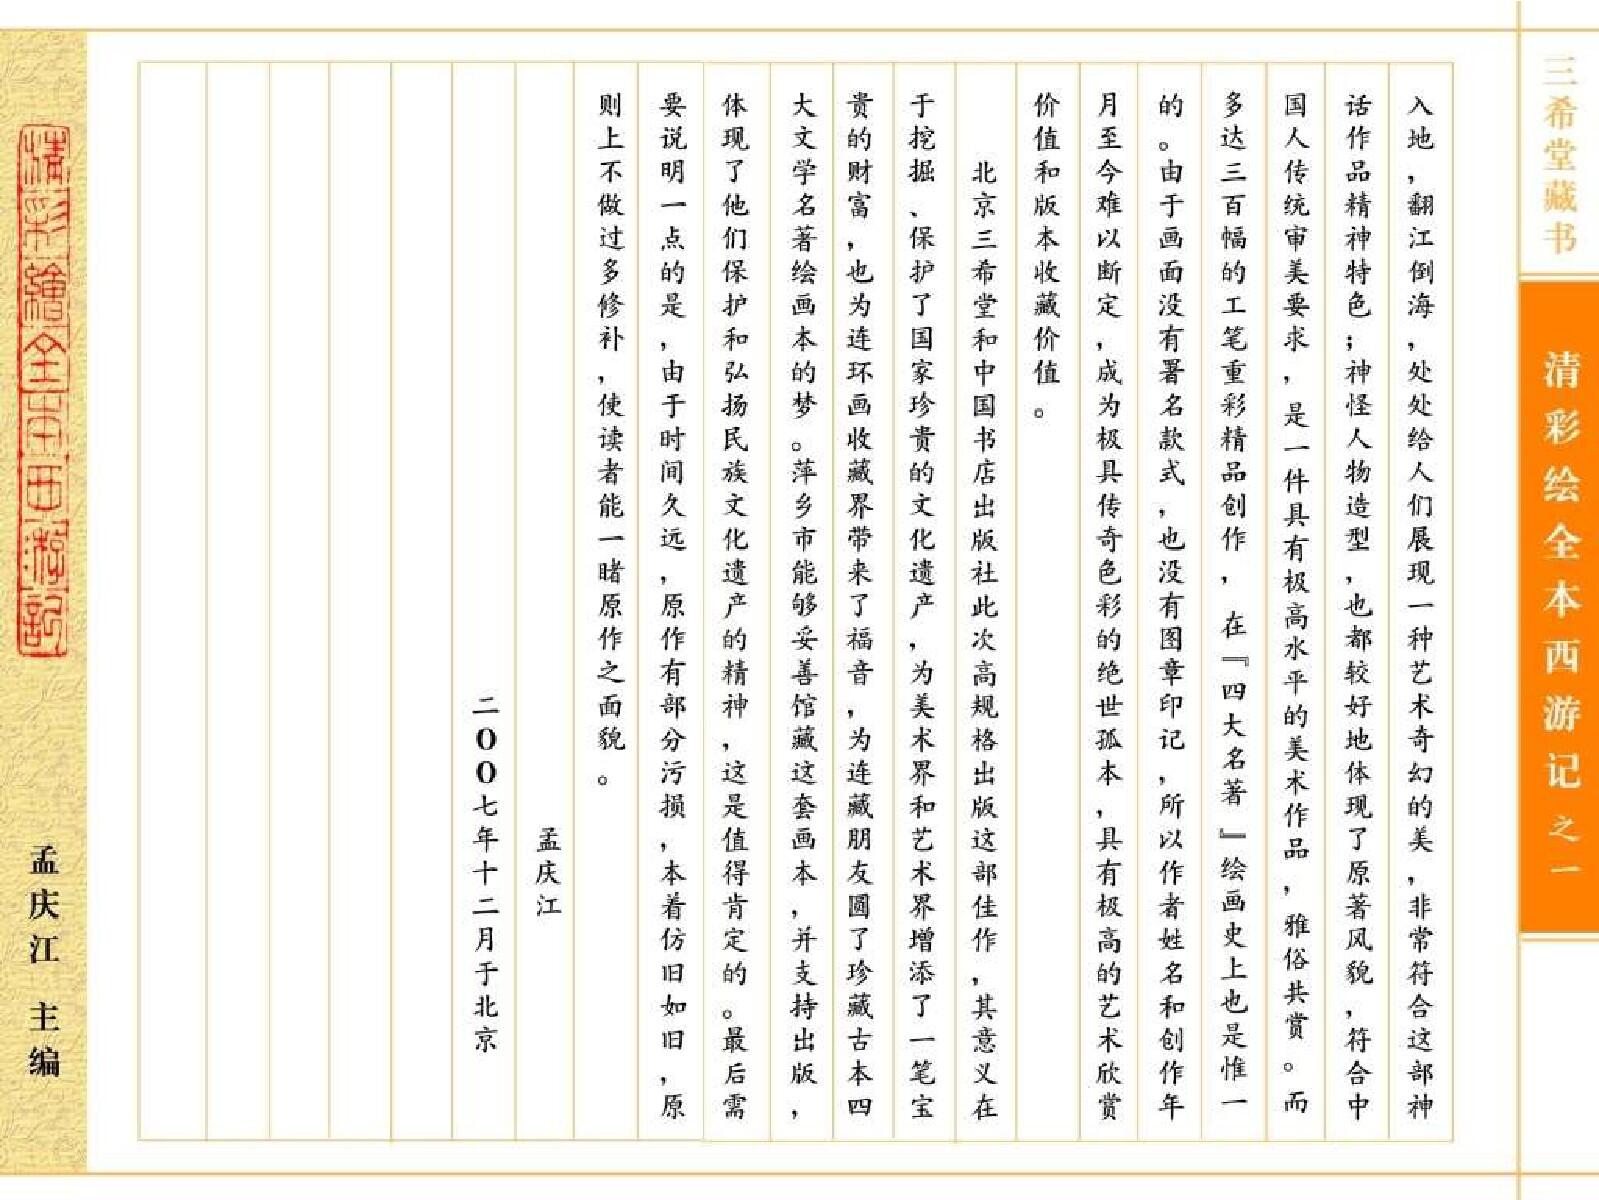 三希堂藏书
清彩绘全本西游记之一
入地，翻江倒海，处处给人们展现一种艺术奇幻的美，非常符合这部神
话作品精神特色；神怪人物造型，也都较好地体现了原著风貌，符合中
国人传统审美要求，是一件具有极高水平的美术作品，雅俗共赏。而
多达三百幅的工笔重彩精品创作，在『四大名著』绘画史上也是惟一
的。由于画面没有署名款式，也没有图章印记，所以作者姓名和创作年
月至今难以断定，成为极具传奇色彩的绝世孤本，具有极高的艺术欣赏
价值和版本收藏价值。
北京三希堂和中国书店出版社此次高规格出版这部佳作，其意义在
于挖掘、保护了国家珍贵的文化遗产，为美术界和艺术界增添了一笔宝
贵的财富，也为连环画收藏界带来了福音，为连藏朋友圆了珍藏古本四
大文学名著绘画本的梦。萍乡市能够妥善馆藏这套画本，并支持出版，
体现了他们保护和弘扬民族文化遗产的精神，这是值得肯定的。最后需
要说明一点的是，由于时间久远，原作有部分污损，本着仿旧如旧，原
则上不做过多修补，使读者能一睹原作之面貌。
孟庆江
二〇〇七年十二月于北京
清彩繪全本西游記
孟庆江 主编